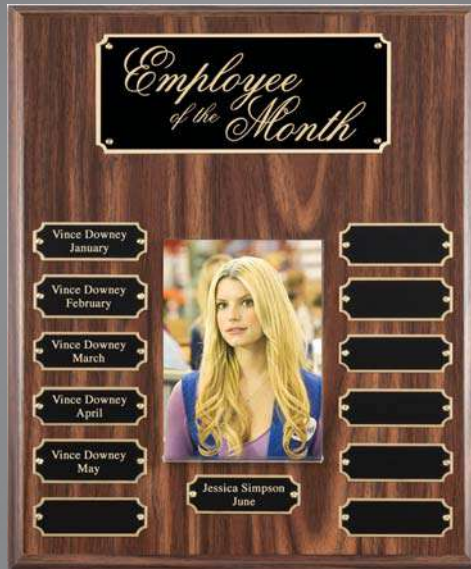 Employee
of the Month
Vince Downey
January
Vince Downey
February
Vince Downey
March
Vince Downey
April
Vince Downey
May
Jessica Simpson
June